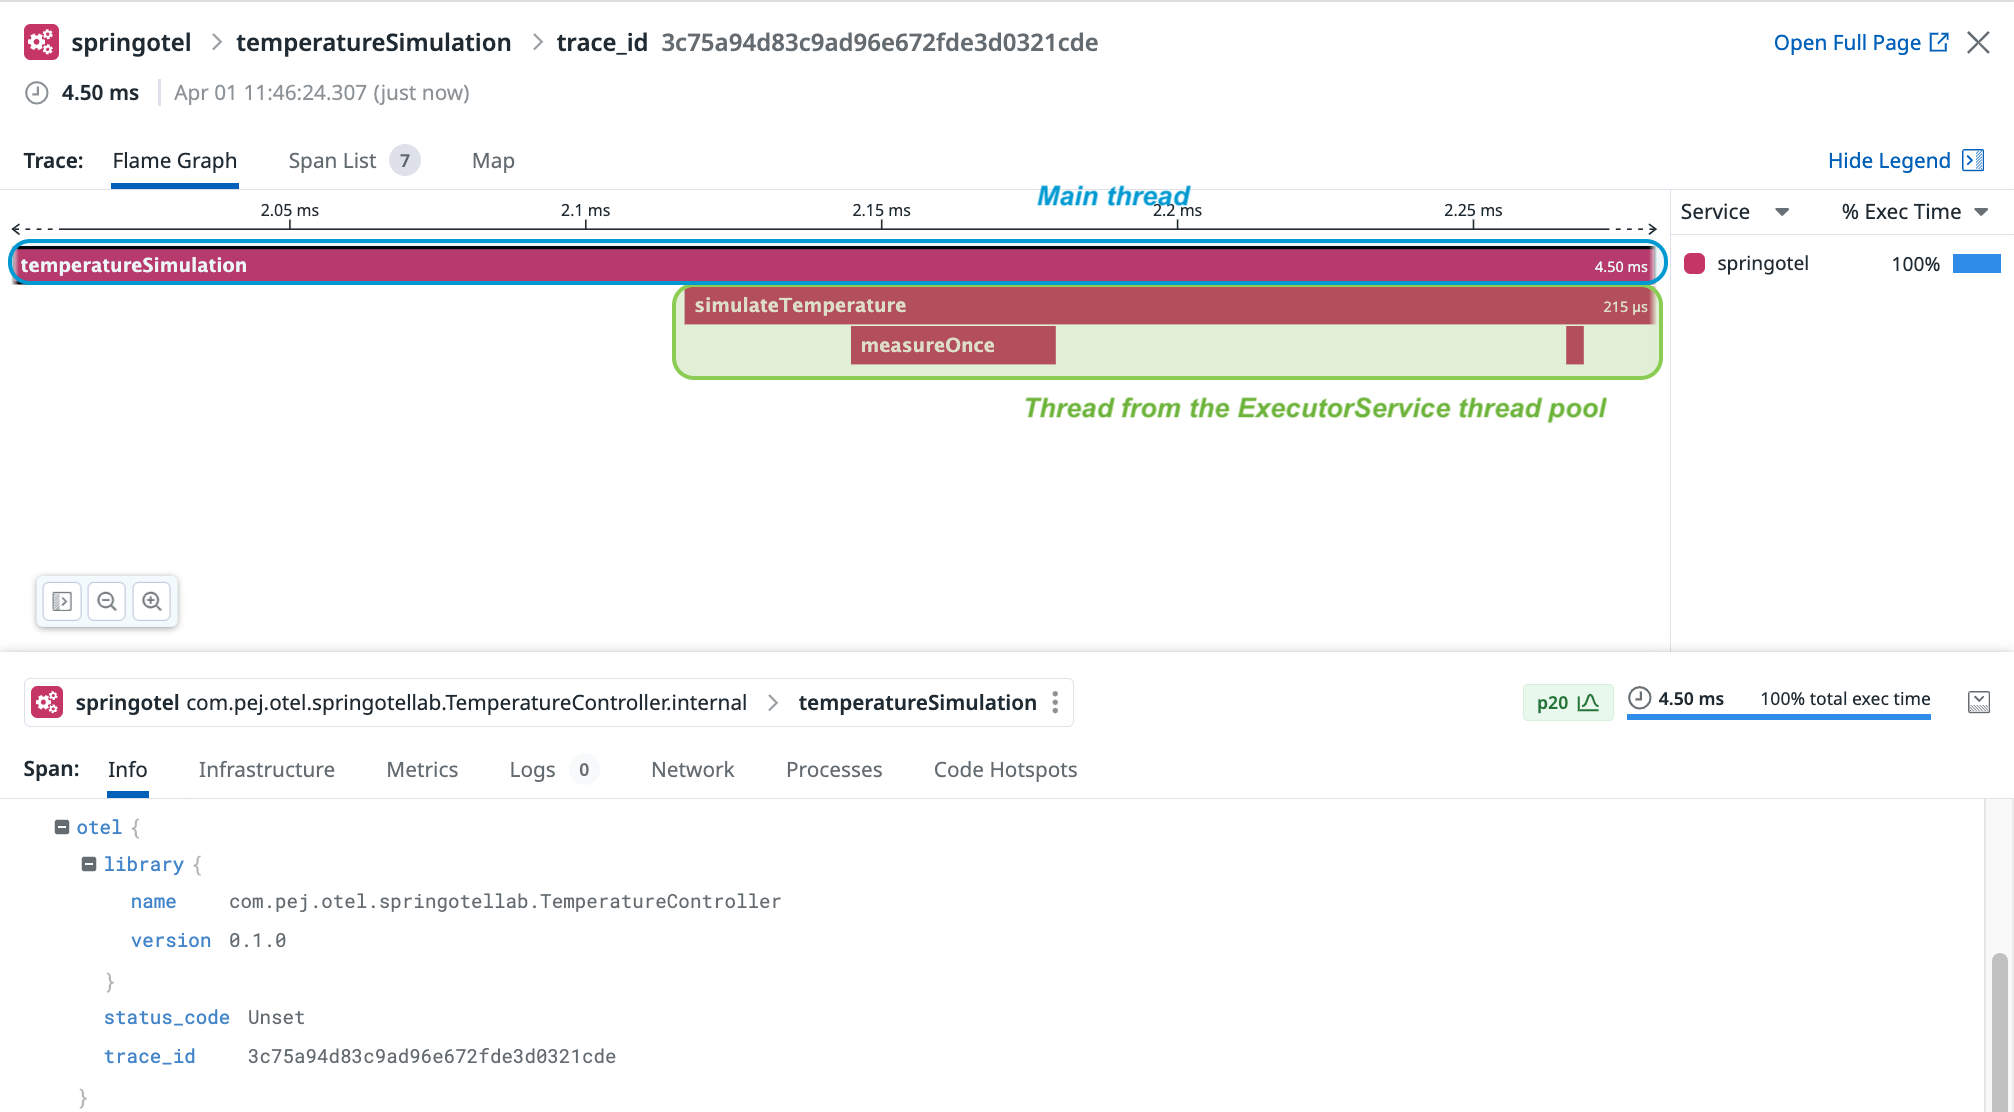 springotel > temperatureSimulation > trace_id 3c75a94d83c9ad96e672fde3d0321cde
Open Full Page
4.50 ms Apr 01 11:46:24.307 (just now)
Trace: Flame Graph Span List 7 Map
Hide Legend
Main thread
2.05 ms 2.1 ms 2.15 ms 2.2 ms 2.25 ms
Service % Exec Time
temperatureSimulation 4.50 ms
springotel 100%
simulateTemperature 215 µs
measureOnce
Thread from the ExecutorService thread pool
springotel com.pej.otel.springotellab.TemperatureController.internal > temperatureSimulation
p20 4.50 ms 100% total exec time
Span: Info Infrastructure Metrics Logs 0 Network Processes Code Hotspots
otel {
library {
name com.pej.otel.springotellab.TemperatureController
version 0.1.0
}
status_code Unset
trace_id 3c75a94d83c9ad96e672fde3d0321cde
}